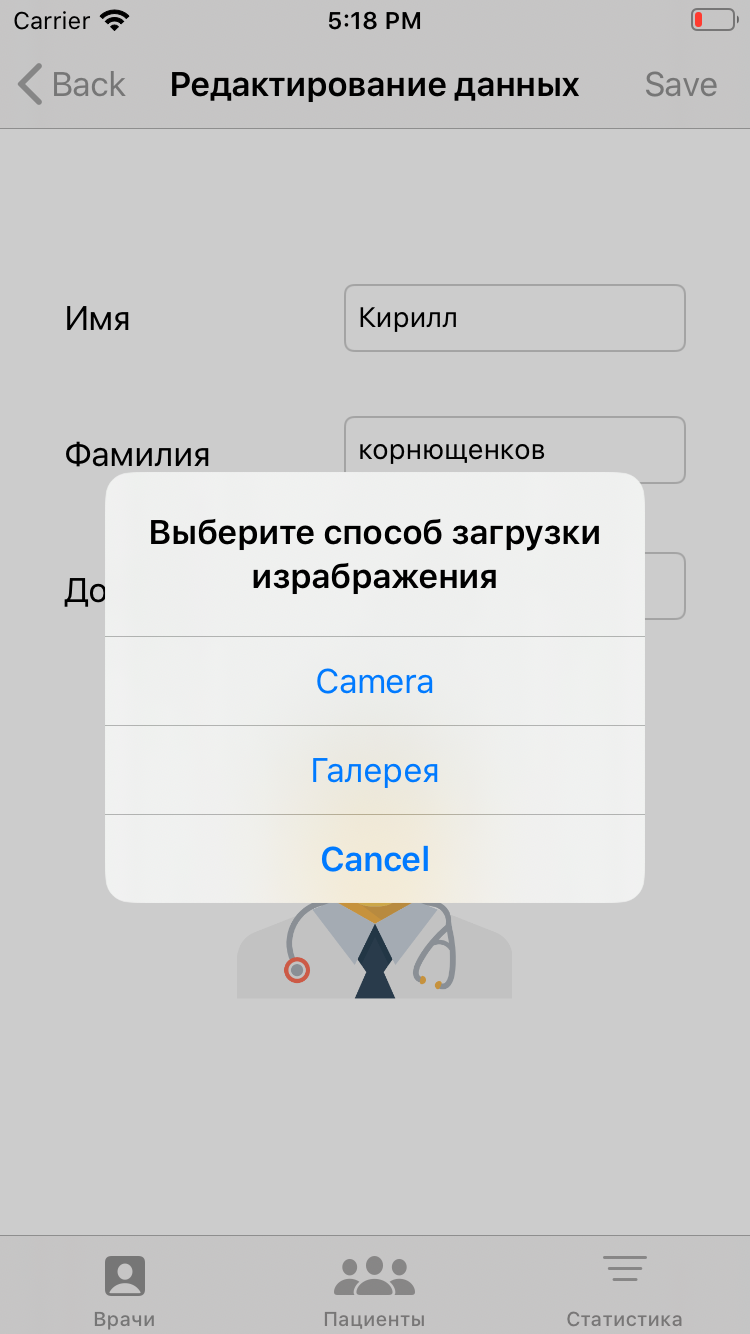 Carrier 5:18 PM
Back Редактирование данных Save
Имя Кирилл
Фамилия корнющенков
Выберите способ загрузки
изрaбражения
Camera
Галерея
Cancel
Врачи Пациенты Статистика